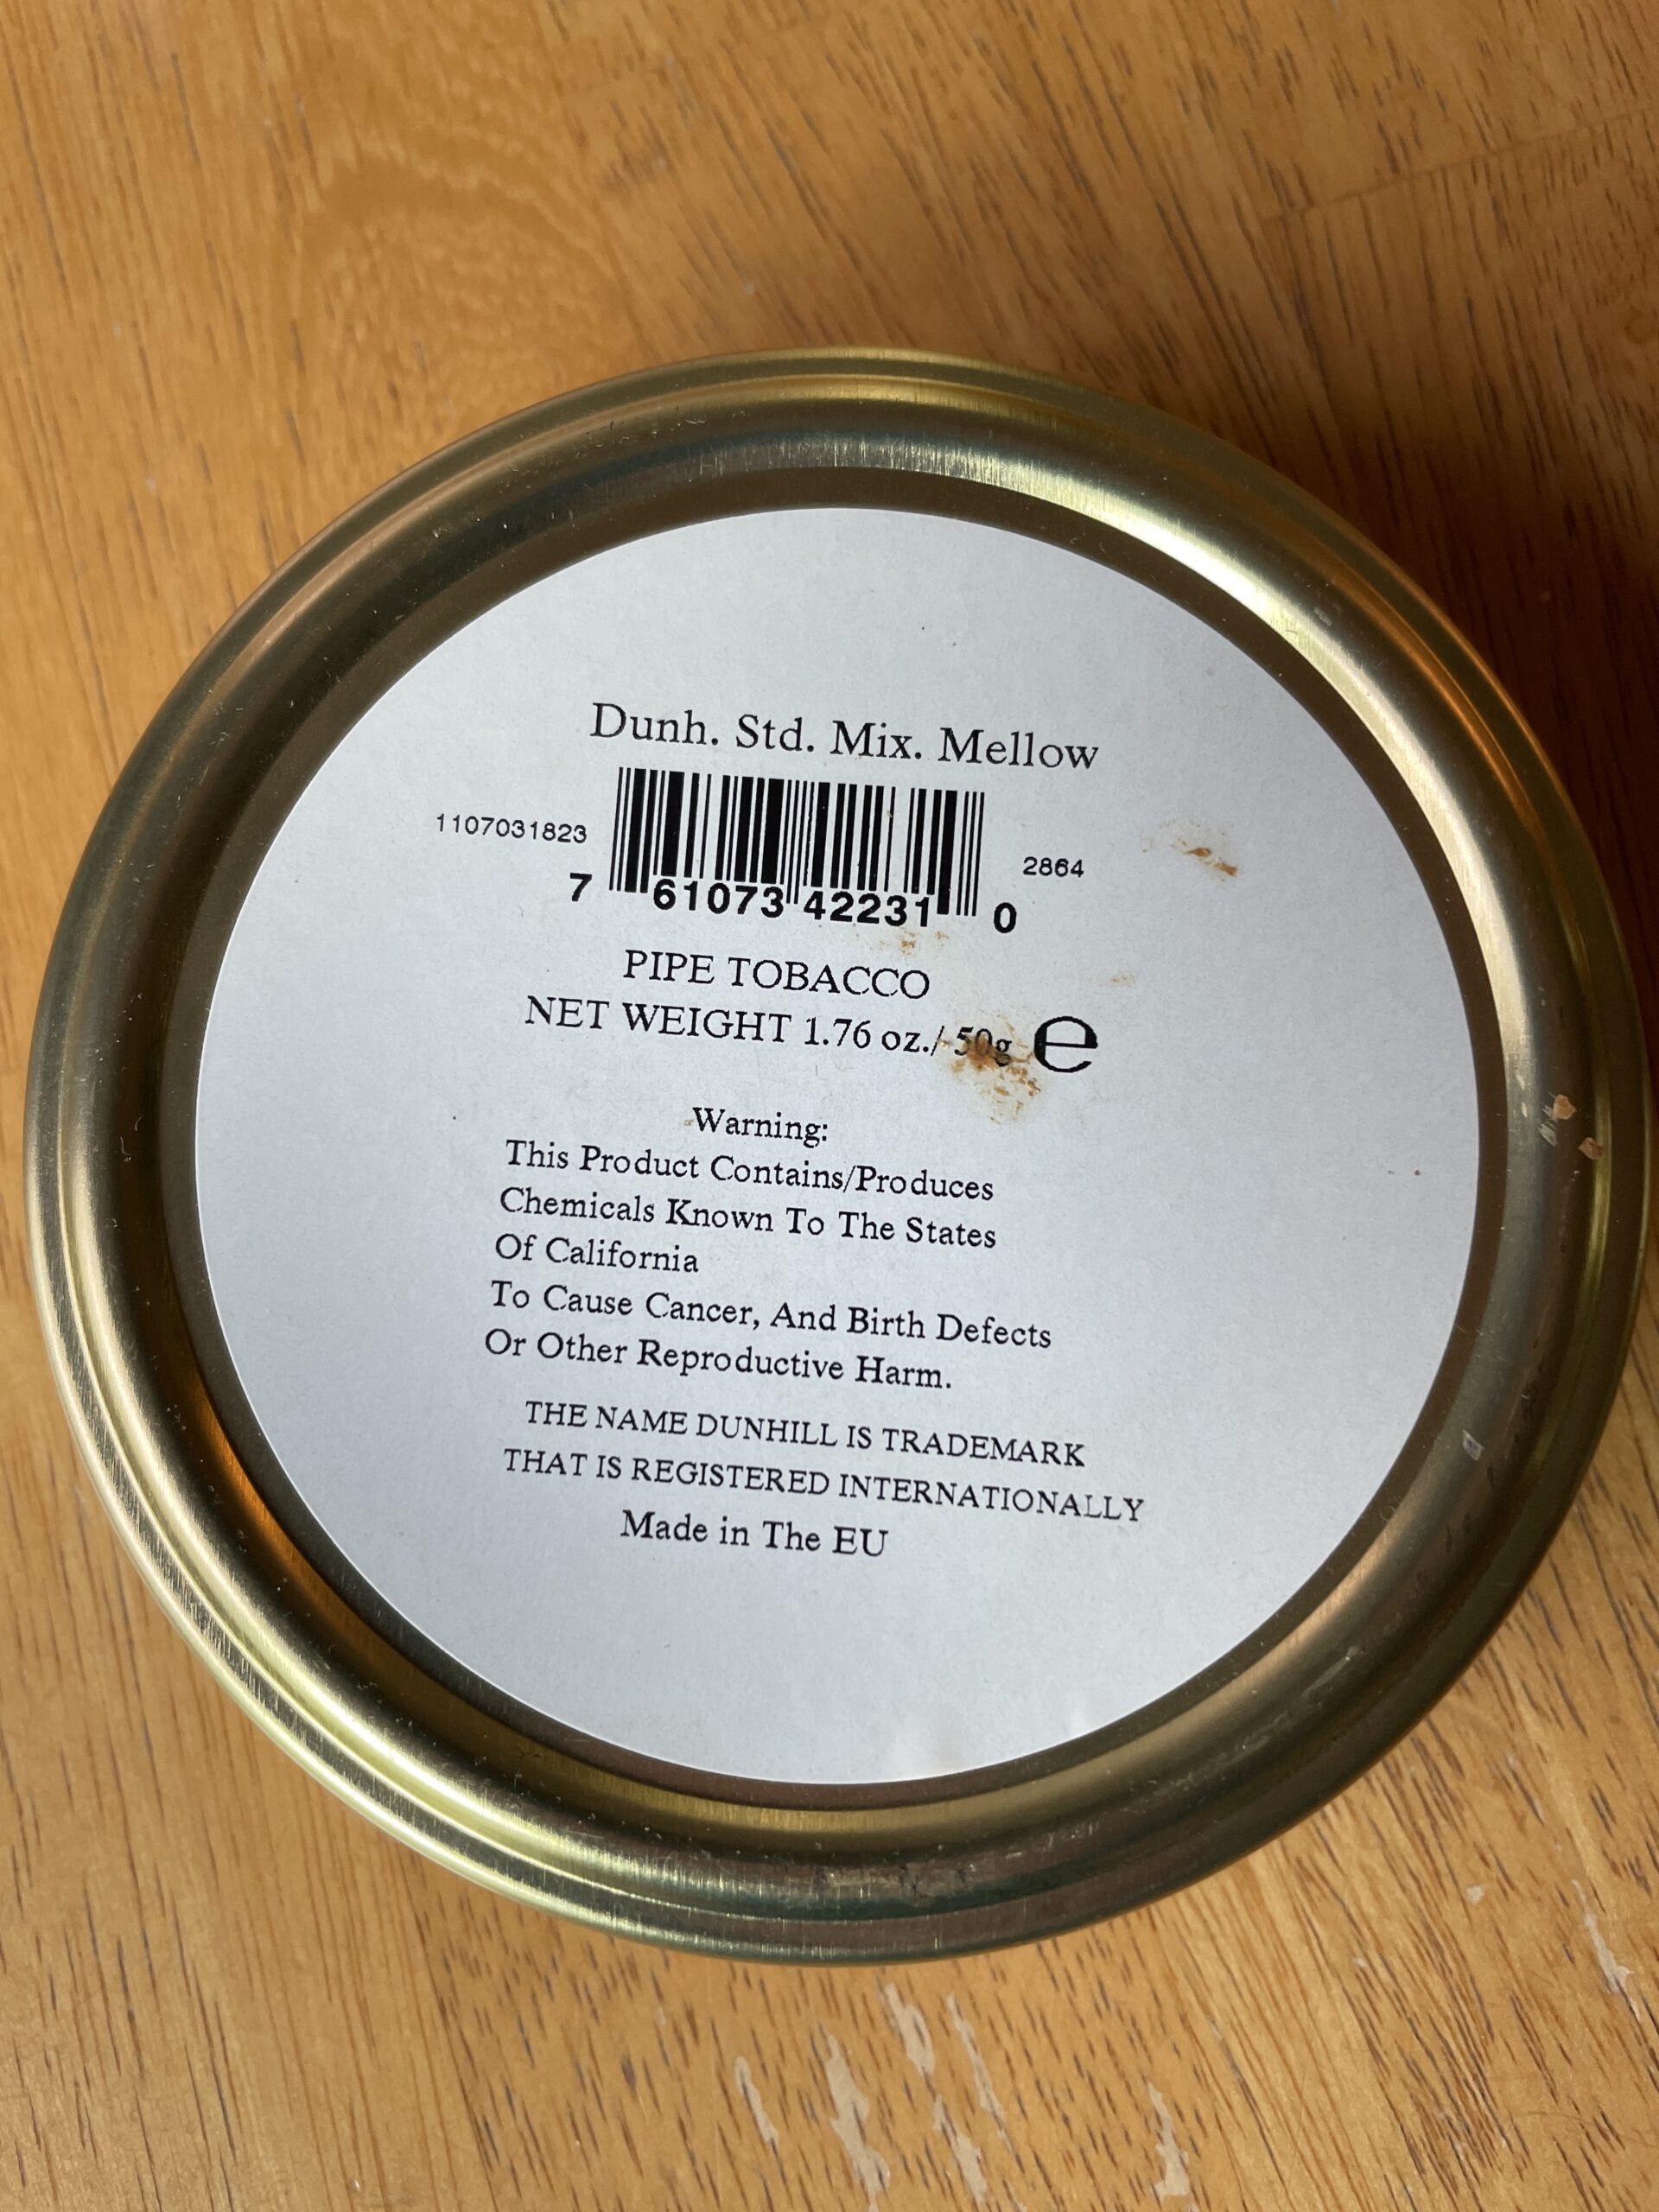 Dunh. Std. Mix. Mellow
1107031823
2864
7 61073 42231 0
PIPE TOBACCO
NET WEIGHT 1.76 oz./ 50g e
Warning:
This Product Contains/Produces
Chemicals Known To The States
Of California
To Cause Cancer, And Birth Defects
Or Other Reproductive Harm.
THE NAME DUNHILL IS TRADEMARK
THAT IS REGISTERED INTERNATIONALLY
Made in The EU